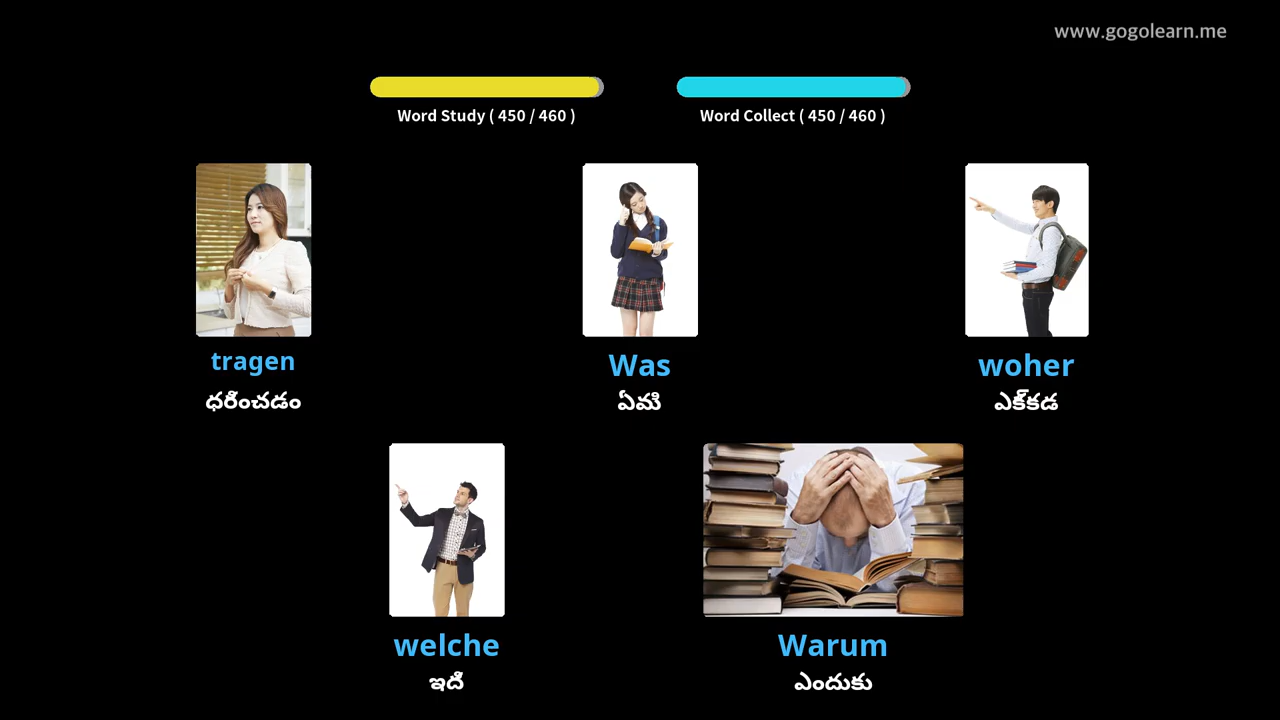 www.gogolearn.me
Word Study ( 450 / 460 )
Word Collect ( 450 / 460 )
tragen
ధరించడం
Was
ఏమి
woher
ఎక్కడ
welche
ఇది
Warum
ఎందుకు